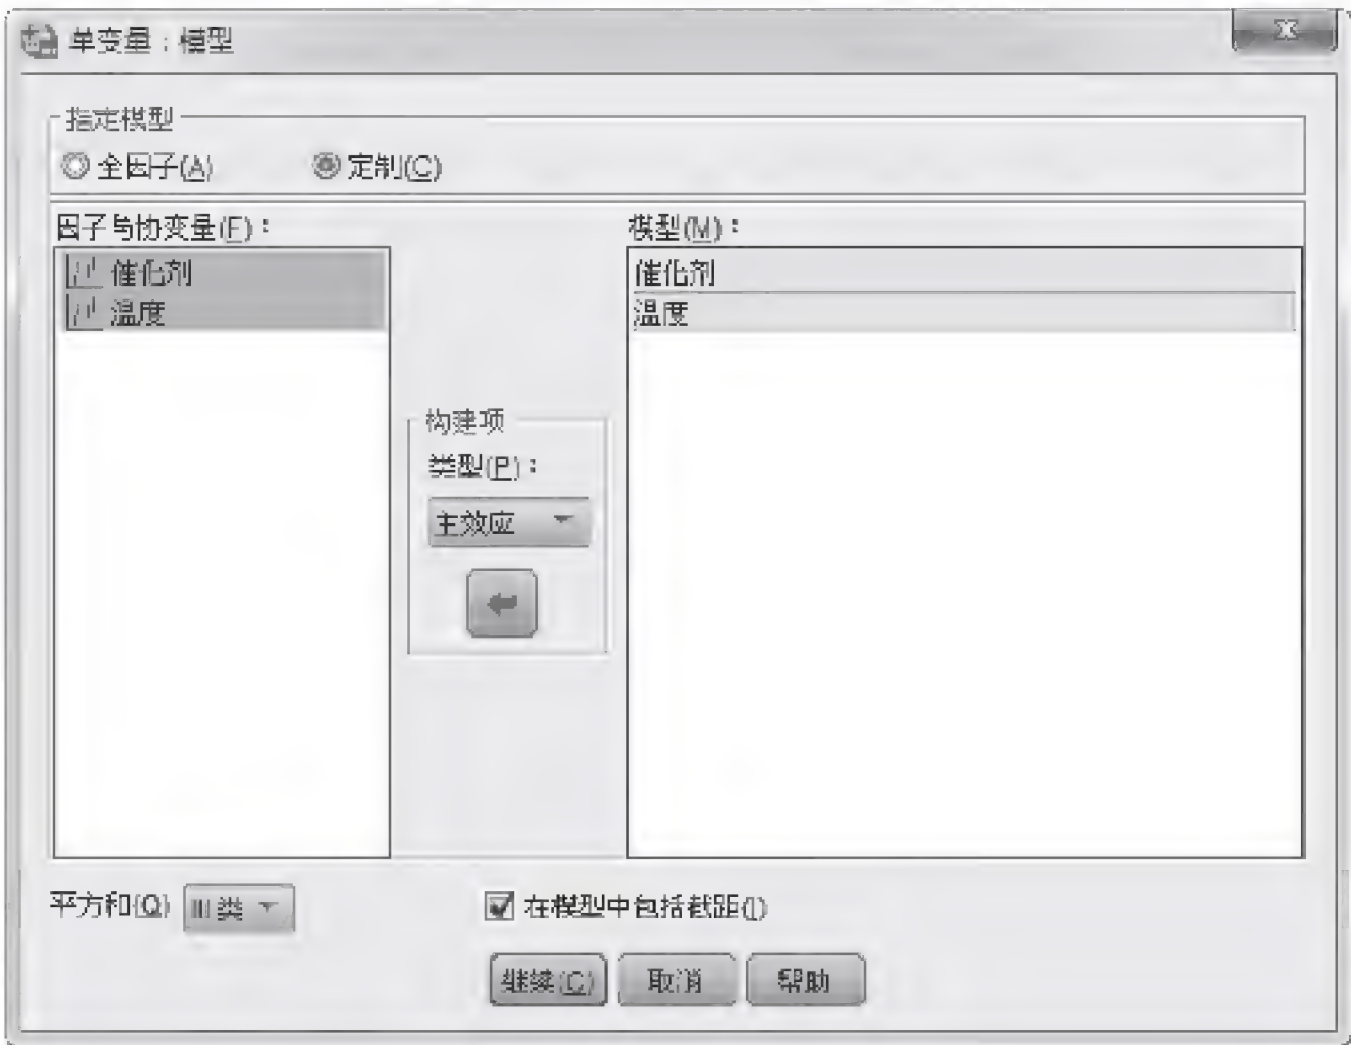 单变量：模型
指定模型
全因子(A) 定制(C)
因子与协变量(F)：
催化剂
温度
构建项
类型(P)：
主效应
模型(M)：
催化剂
温度
平方和(Q) III 类 在模型中包括截距(I)
继续(C) 取消 帮助